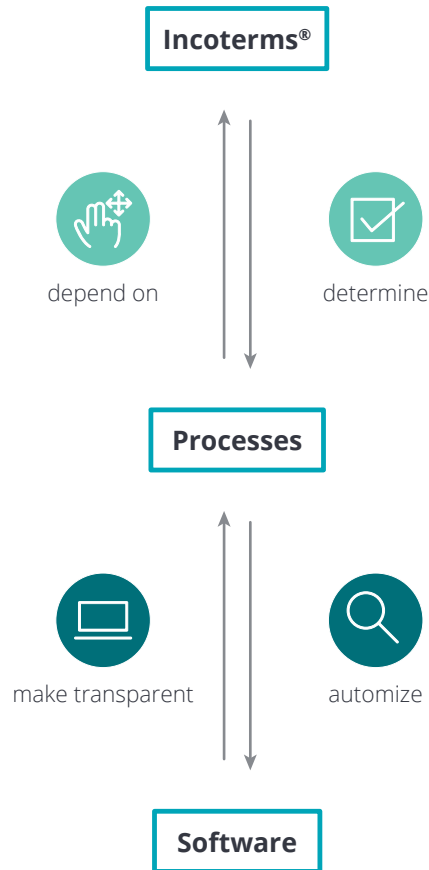 Incoterms®
depend on
determine
Processes
make transparent
automize
Software